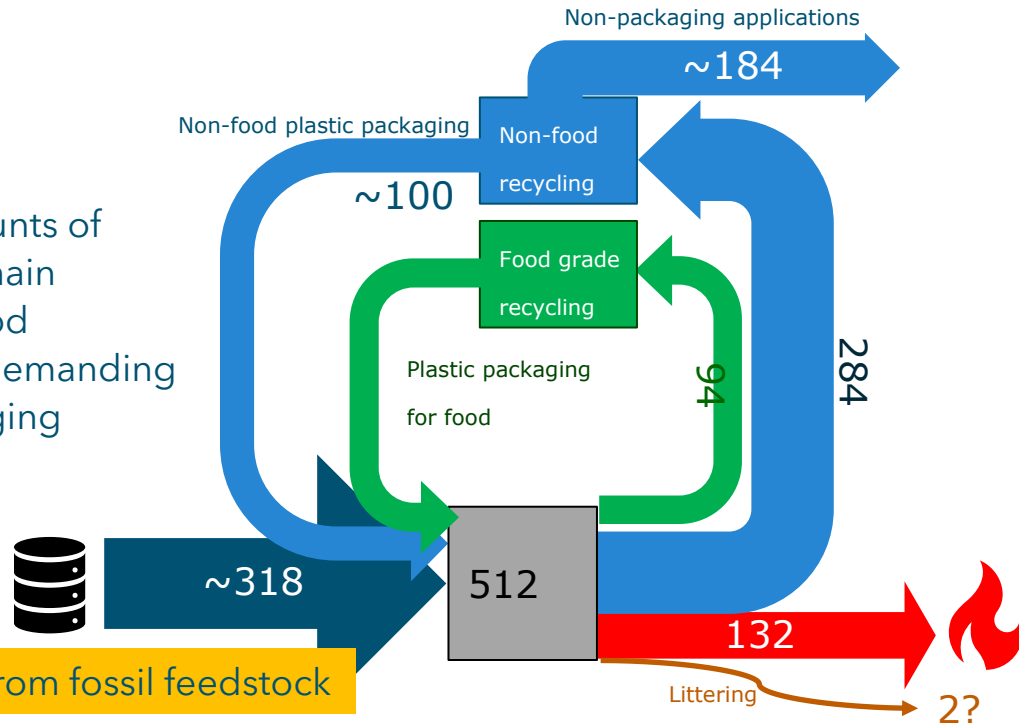 Non-packaging applications
~184
Non-food plastic packaging
Non-food
recycling
~100
unts of
nain
od
emanding
ging
Food grade
recycling
Plastic packaging
for food
94
284
~318
512
132
rom fossil feedstock
Littering
2?